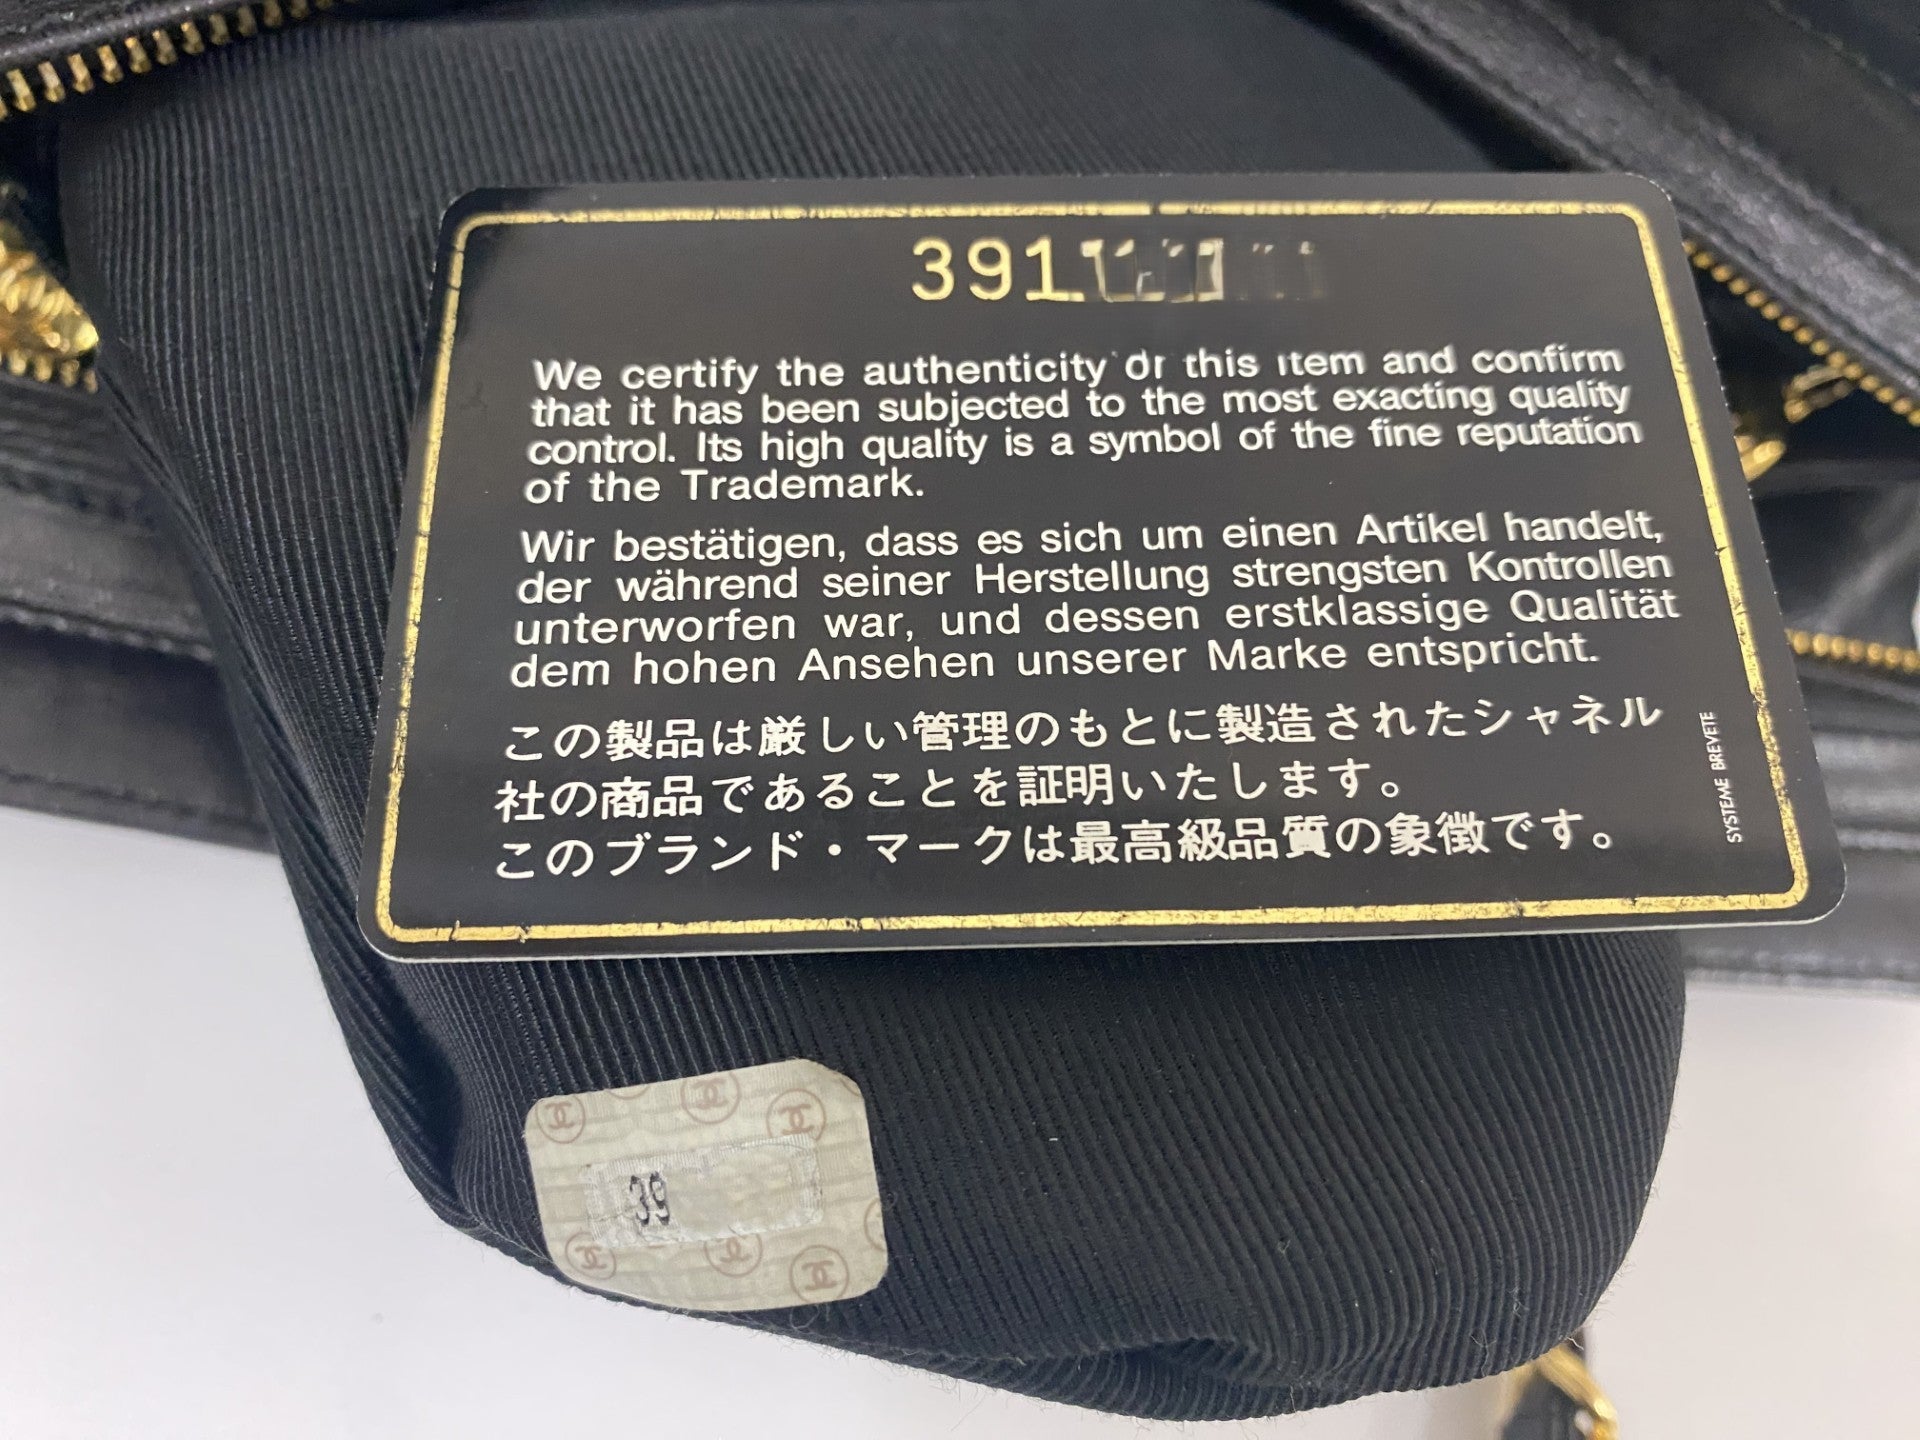 391
We certify the authenticity of this item and confirm
that it has been subjected to the most exacting quality
control. Its high quality is a symbol of the fine reputation
of the Trademark.
Wir bestätigen, dass es sich um einen Artikel handelt,
der während seiner Herstellung strengsten Kontrollen
unterworfen war, und dessen erstklassige Qualität
dem hohen Ansehen unserer Marke entspricht.
この製品は厳しい管理のもとに製造されたシャネル
社の商品であることを証明いたします。
このブランド・マークは最高級品質の象徴です。
SYSTEME BREVETE
39